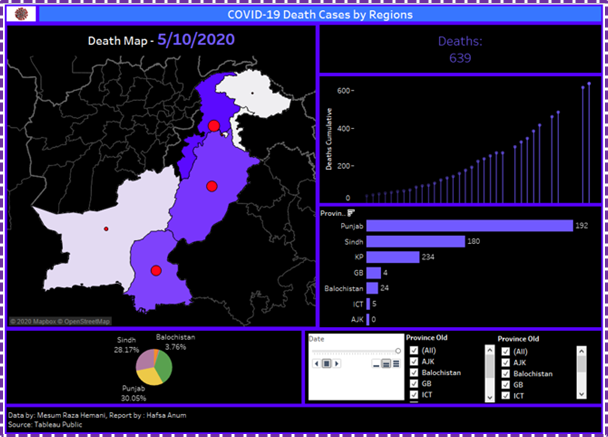 COVID-19 Death Cases by Regions
Death Map - 5/10/2020
Deaths:
639
© 2020 Mapbox © OpenStreetMap
Deaths Cumulative
600
400
200
0
Provin..
Punjab 192
Sindh 180
KP 234
GB 4
Balochistan 24
ICT 5
AJK 0
Sindh
28.17%
Balochistan
3.76%
Punjab
30.05%
Date
Province Old
(All)
AJK
Balochistan
GB
ICT
Province Old
(All)
AJK
Balochistan
GB
ICT
Data by: Mesum Raza Hemani, Report by : Hafsa Anum
Source: Tableau Public